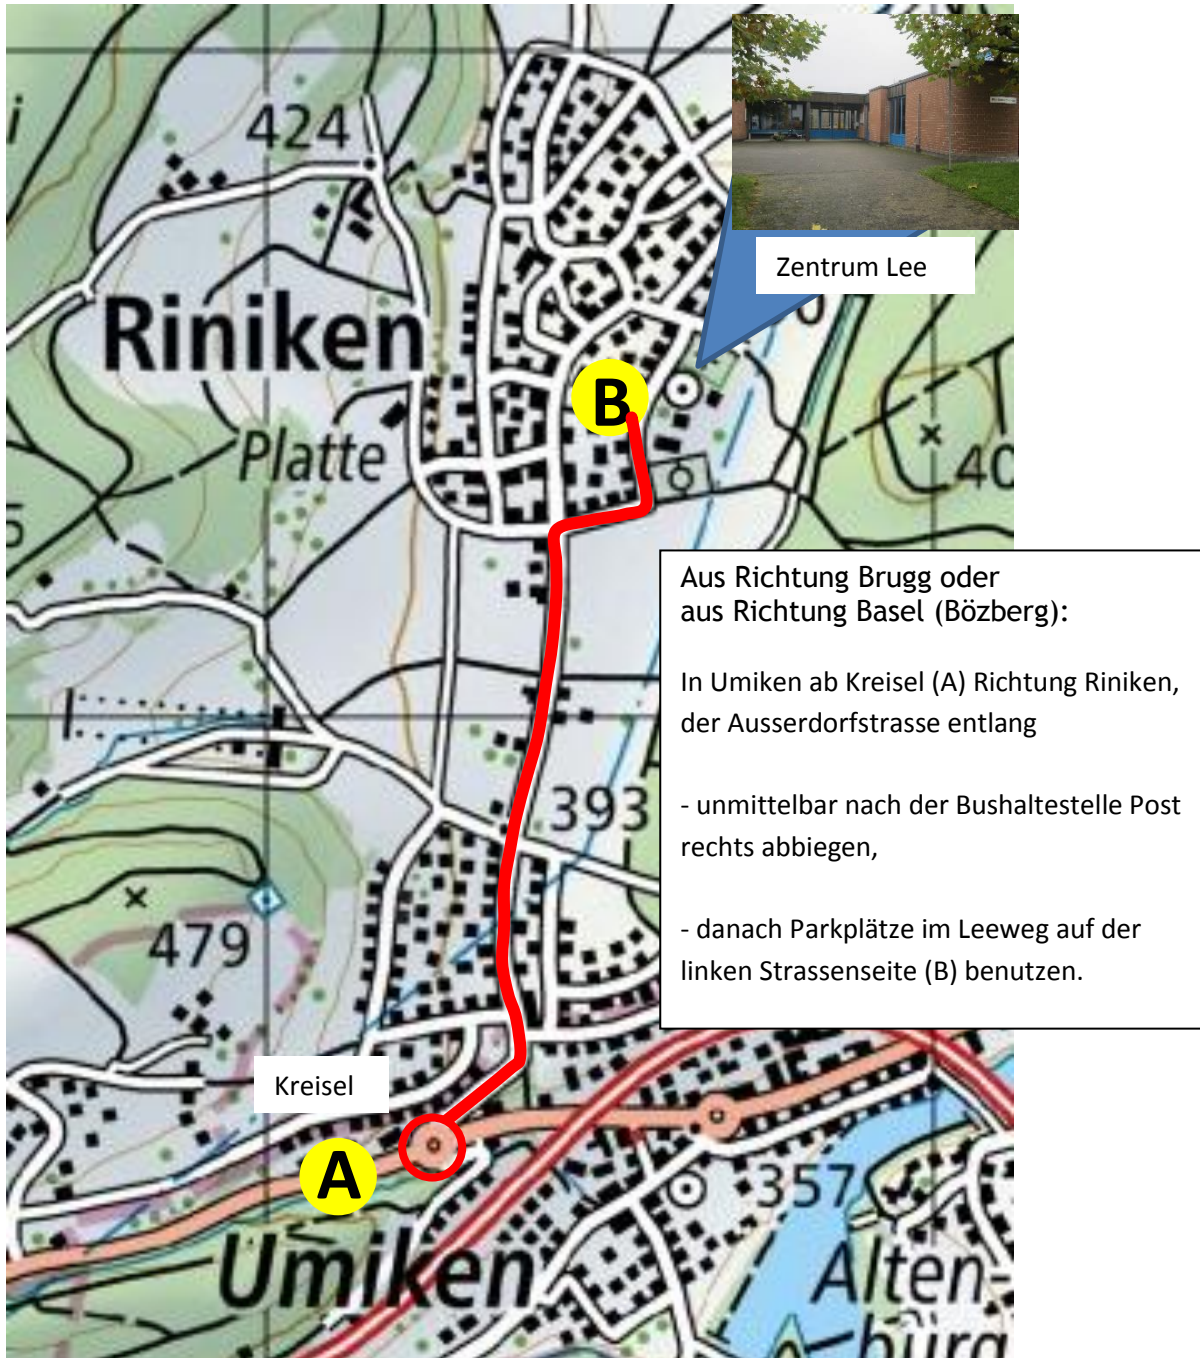 424
Zentrum Lee
Riniken
B
Platte
40
Aus Richtung Brugg oder
aus Richtung Basel (Bözberg):
In Umiken ab Kreisel (A) Richtung Riniken,
der Ausserdorfstrasse entlang
- unmittelbar nach der Bushaltestelle Post
rechts abbiegen,
- danach Parkplätze im Leeweg auf der
linken Strassenseite (B) benutzen.
393
479
Kreisel
A
357
Umiken
Alten-
burg